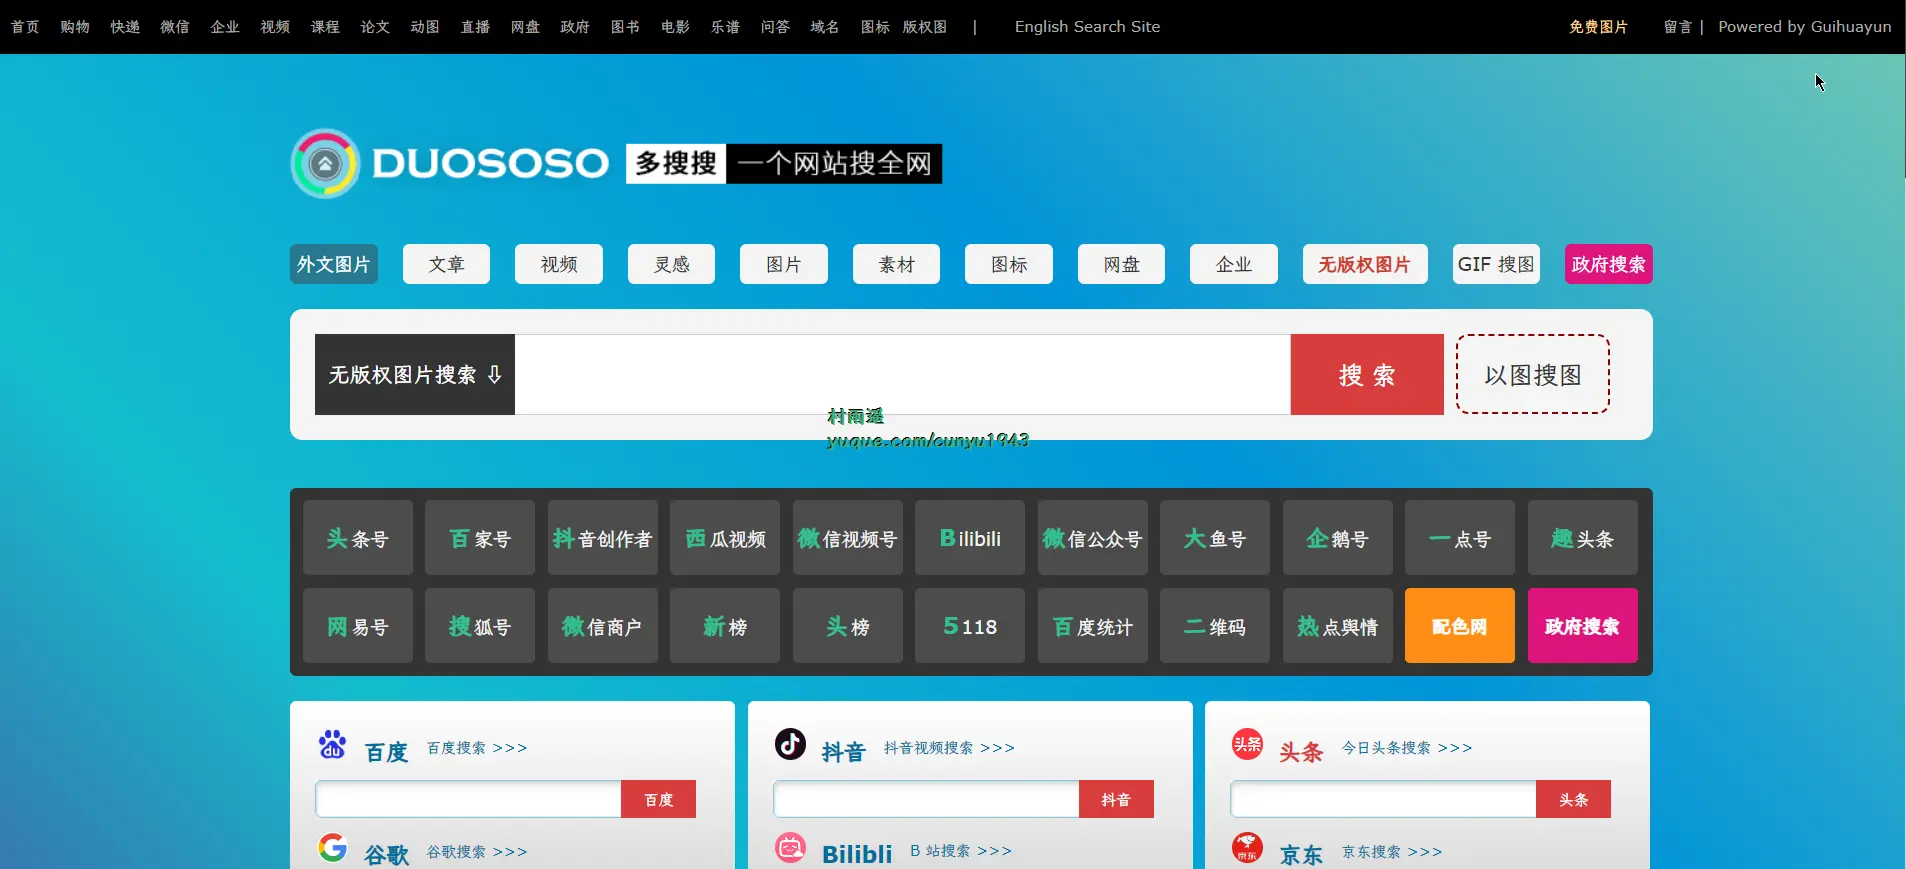 首页 购物 快递 微信 企业 视频 课程 论文 动图 直播 网盘 政府 图书 电影 乐谱 问答 域名 图标 版权图 | English Search Site 免费图片 留言 | Powered by Guihuayun
DUOSOSO 多搜搜 一个网站搜全网
外文图片 文章 视频 灵感 图片 素材 图标 网盘 企业 无版权图片 GIF 搜图 政府搜索
无版权图片搜索 ⇩ 搜 索 以图搜图
村雨遥
yuque.com/cunyu1943
头条号 百家号 抖音创作者 西瓜视频 微信视频号 Bilibili 微信公众号 大鱼号 企鹅号 一点号 趣头条
网易号 搜狐号 微信商户 新榜 头榜 5118 百度统计 二维码 热点舆情 配色网 政府搜索
du 百度 百度搜索 >>> 抖音 抖音视频搜索 >>> 头条 头条 今日头条搜索 >>>
百度 抖音 头条
谷歌 谷歌搜索 >>> Bilibli B 站搜索 >>> 京东 京东 京东搜索 >>>